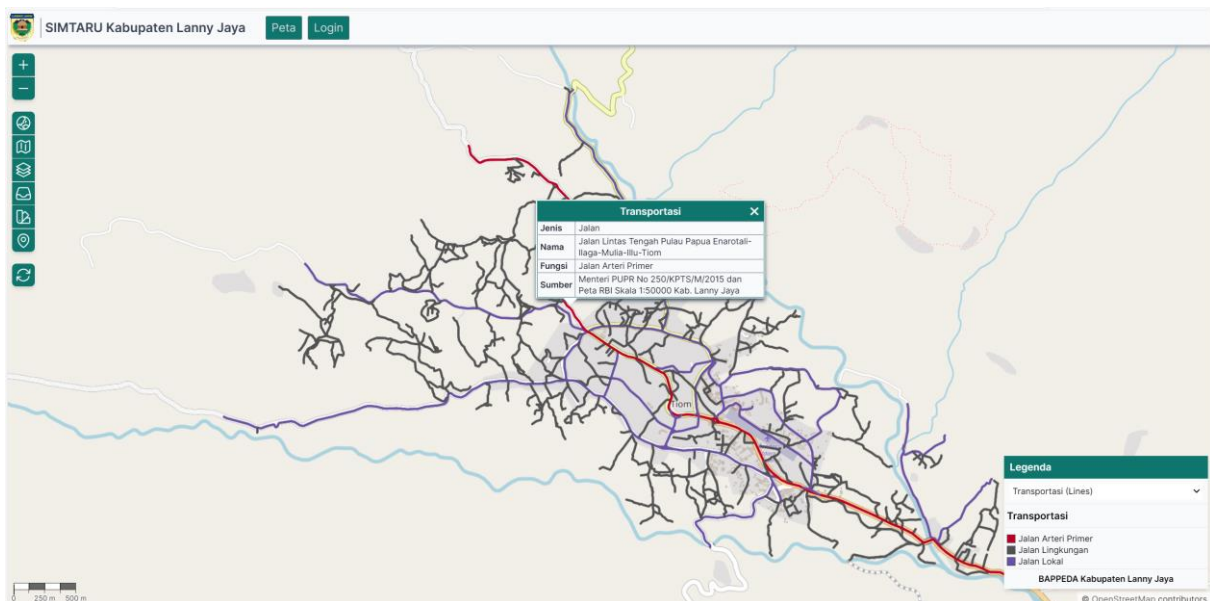 SIMTARU Kabupaten Lanny Jaya
Peta
Login
Transportasi
Jenis Jalan
Nama Jalan Lintas Tengah Pulau Papua Enarotali-
Ilaga-Mulia-Illu-Tiom
Fungsi Jalan Arteri Primer
Sumber Menteri PUPR No 250/KPTS/M/2015 dan
Peta RBI Skala 1:50000 Kab. Lanny Jaya
Tiom
Legenda
Transportasi (Lines)
Transportasi
Jalan Arteri Primer
Jalan Lingkungan
Jalan Lokal
BAPPEDA Kabupaten Lanny Jaya
0 250 m 500 m
© OpenStreetMap contributors